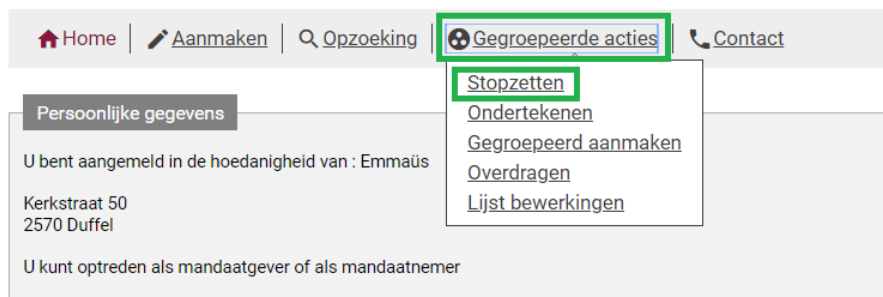 Home Aanmaken Opzoeking Gegroepeerde acties Contact
Stopzetten
Ondertekenen
Gegroepeerd aanmaken
Overdragen
Lijst bewerkingen
Persoonlijke gegevens
U bent aangemeld in de hoedanigheid van : Emmaüs
Kerkstraat 50
2570 Duffel
U kunt optreden als mandaatgever of als mandaatnemer